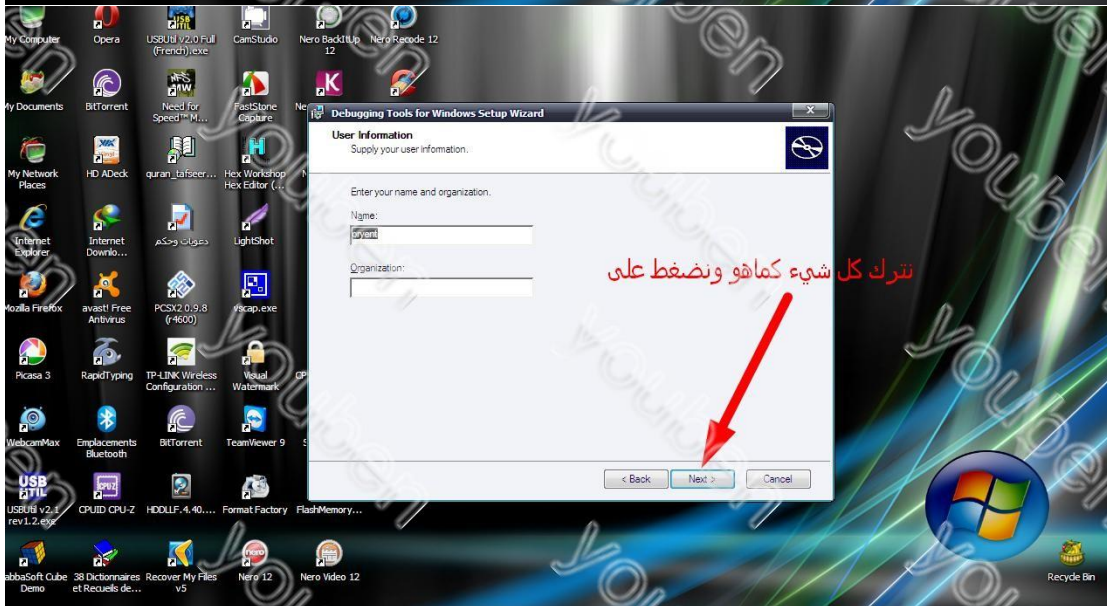 My Computer
Opera
USBUtil v2.0 Full
(French).exe
CamStudio
Nero BackItUp
12
Nero Recode 12
My Documents
BitTorrent
Need for
Speed™ M...
FastStone
Capture
Ne
My Network
Places
HD ADeck
quran_tafseer...
Hex Workshop
Hex Editor (...
Internet
Explorer
Internet
Downlo...
دعويات وحكم
LightShot
Mozilla Firefox
avast! Free
Antivirus
PCSX2 0.9.8
(r4600)
vscap.exe
Picasa 3
RapidTyping
TP-LINK Wireless
Configuration ...
Visual
Watermark
WebcamMax
Emplacements
Bluetooth
BitTorrent
TeamViewer 9
USBUtil v2.1
rev1.2.exe
CPUID CPU-Z
HDDLLF.4.40....
Format Factory
FlashMemory...
abbaSoft Cube
Demo
38 Dictionnaires
et Recueils de...
Recover My Files
v5
Nero 12
Nero Video 12
Recycle Bin
Debugging Tools for Windows Setup Wizard
User Information
Supply your user information.
Enter your name and organization.
Name:
oryent
Organization:
نترك كل شيء كماهو ونضغط على
< Back
Next >
Cancel
youben